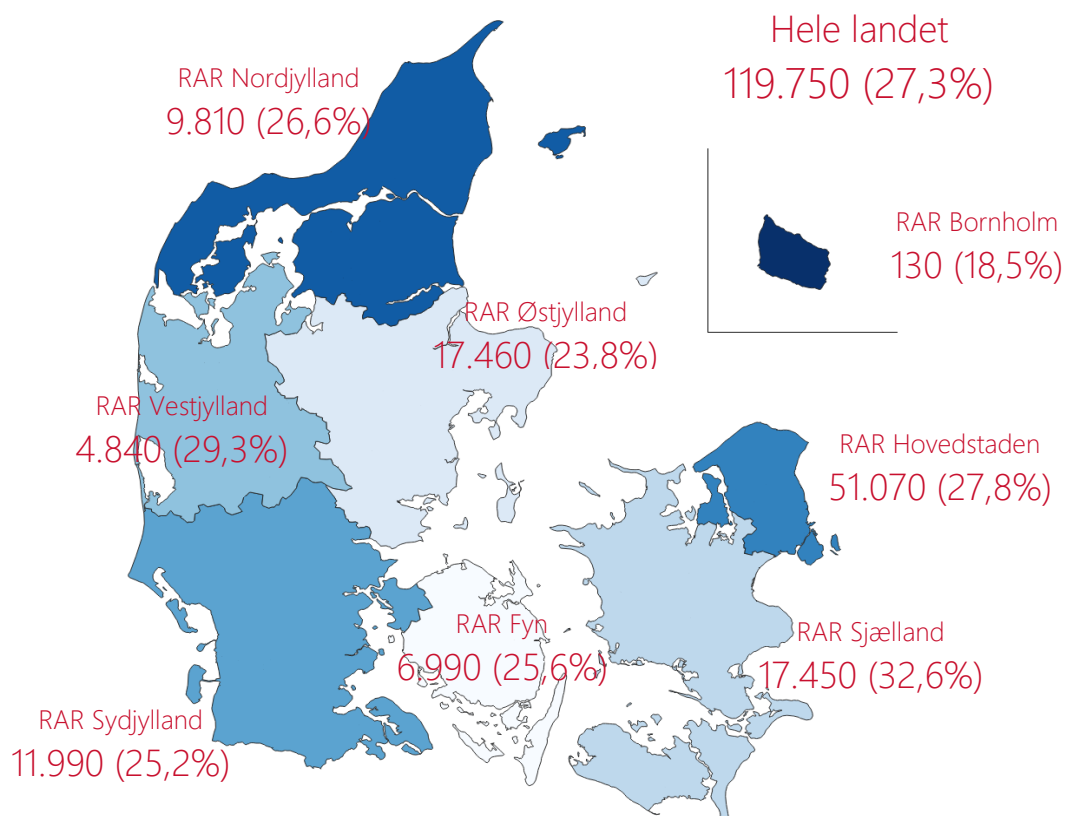 Hele landet
119.750 (27,3%)
RAR Nordjylland
9.810 (26,6%)
RAR Bornholm
130 (18,5%)
RAR Østjylland
17.460 (23,8%)
RAR Vestjylland
4.840 (29,3%)
RAR Hovedstaden
51.070 (27,8%)
RAR Fyn
6.990 (25,6%)
RAR Sjælland
17.450 (32,6%)
RAR Sydjylland
11.990 (25,2%)